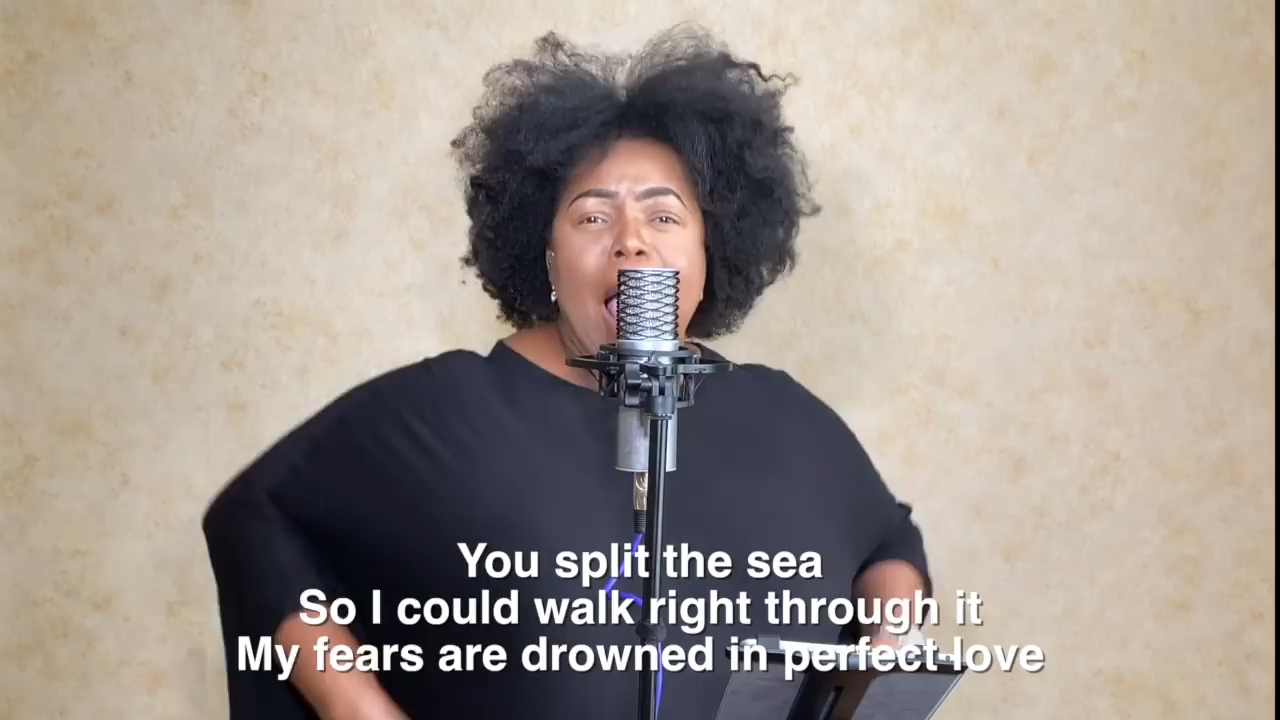 You split the sea
So I could walk right through it
My fears are drowned in perfect love